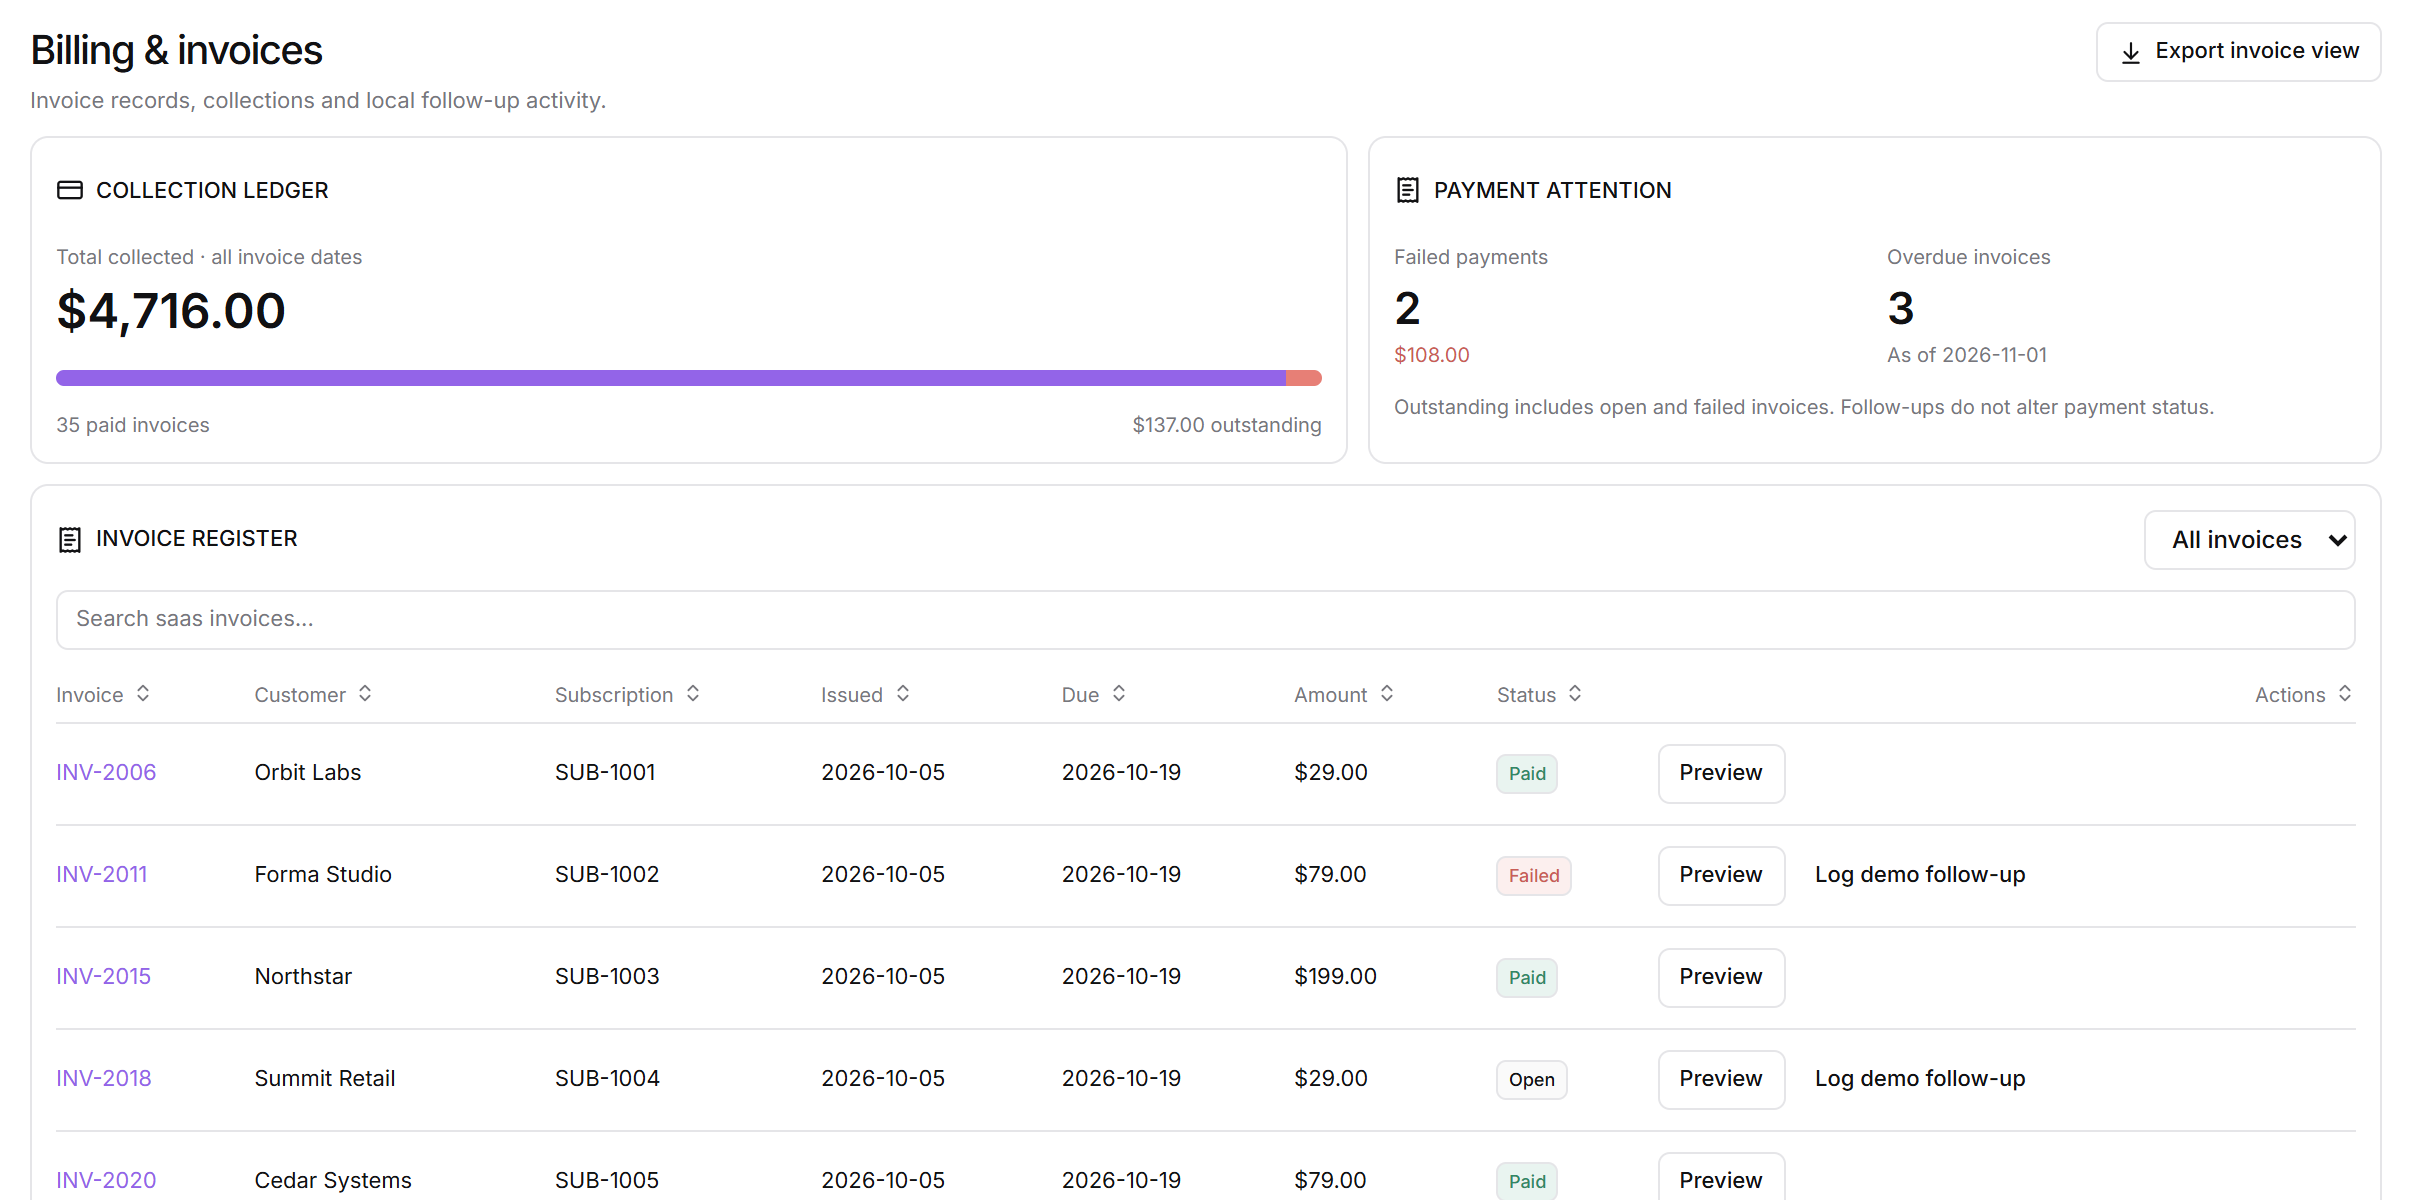 Billing & invoices
Export invoice view
Invoice records, collections and local follow-up activity.
COLLECTION LEDGER
Total collected · all invoice dates
$4,716.00
35 paid invoices
$137.00 outstanding
PAYMENT ATTENTION
Failed payments
2
$108.00
Overdue invoices
3
As of 2026-11-01
Outstanding includes open and failed invoices. Follow-ups do not alter payment status.
INVOICE REGISTER
All invoices
Search saas invoices...
Invoice Customer Subscription Issued Due Amount Status Actions
INV-2006 Orbit Labs SUB-1001 2026-10-05 2026-10-19 $29.00 Paid Preview
INV-2011 Forma Studio SUB-1002 2026-10-05 2026-10-19 $79.00 Failed Preview Log demo follow-up
INV-2015 Northstar SUB-1003 2026-10-05 2026-10-19 $199.00 Paid Preview
INV-2018 Summit Retail SUB-1004 2026-10-05 2026-10-19 $29.00 Open Preview Log demo follow-up
INV-2020 Cedar Systems SUB-1005 2026-10-05 2026-10-19 $79.00 Paid Preview